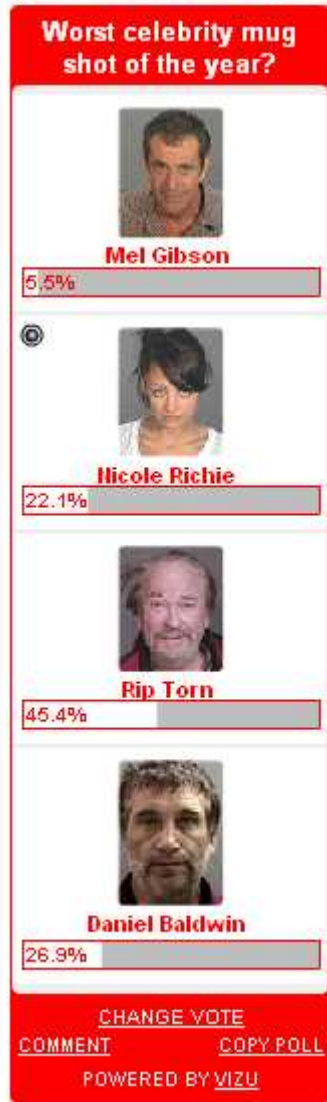 Worst celebrity mug
shot of the year?
Mel Gibson
5.5%
Nicole Richie
22.1%
Rip Torn
45.4%
Daniel Baldwin
26.9%
CHANGE VOTE
COMMENT COPY POLL
POWERED BY VIZU